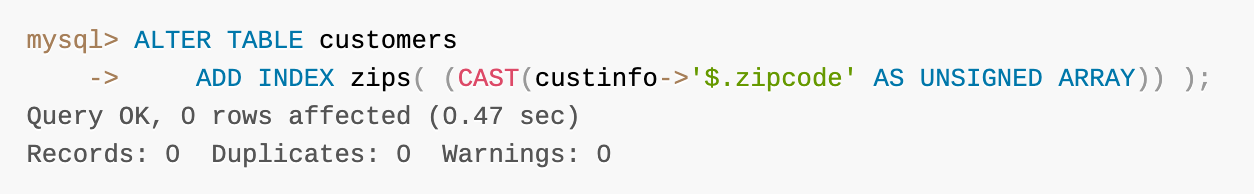 mysql> ALTER TABLE customers
    ->     ADD INDEX zips( (CAST(custinfo->'$.zipcode' AS UNSIGNED ARRAY)) );
Query OK, 0 rows affected (0.47 sec)
Records: 0  Duplicates: 0  Warnings: 0